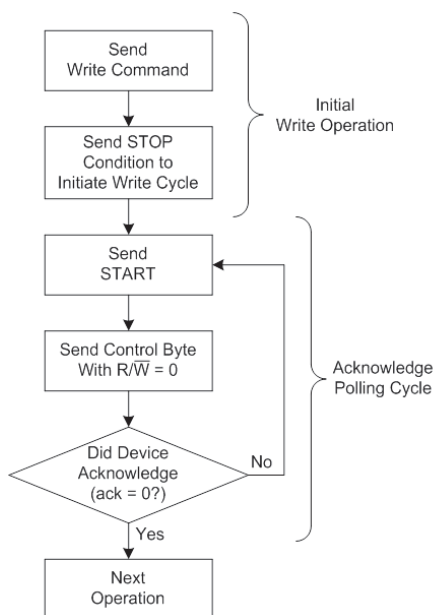 Send
Write Command
Initial
Write Operation
Send STOP
Condition to
Initiate Write Cycle
Send
START
Send Control Byte
With R/W̅ = 0
Acknowledge
Polling Cycle
Did Device
Acknowledge
(ack = 0?)
No
Yes
Next
Operation